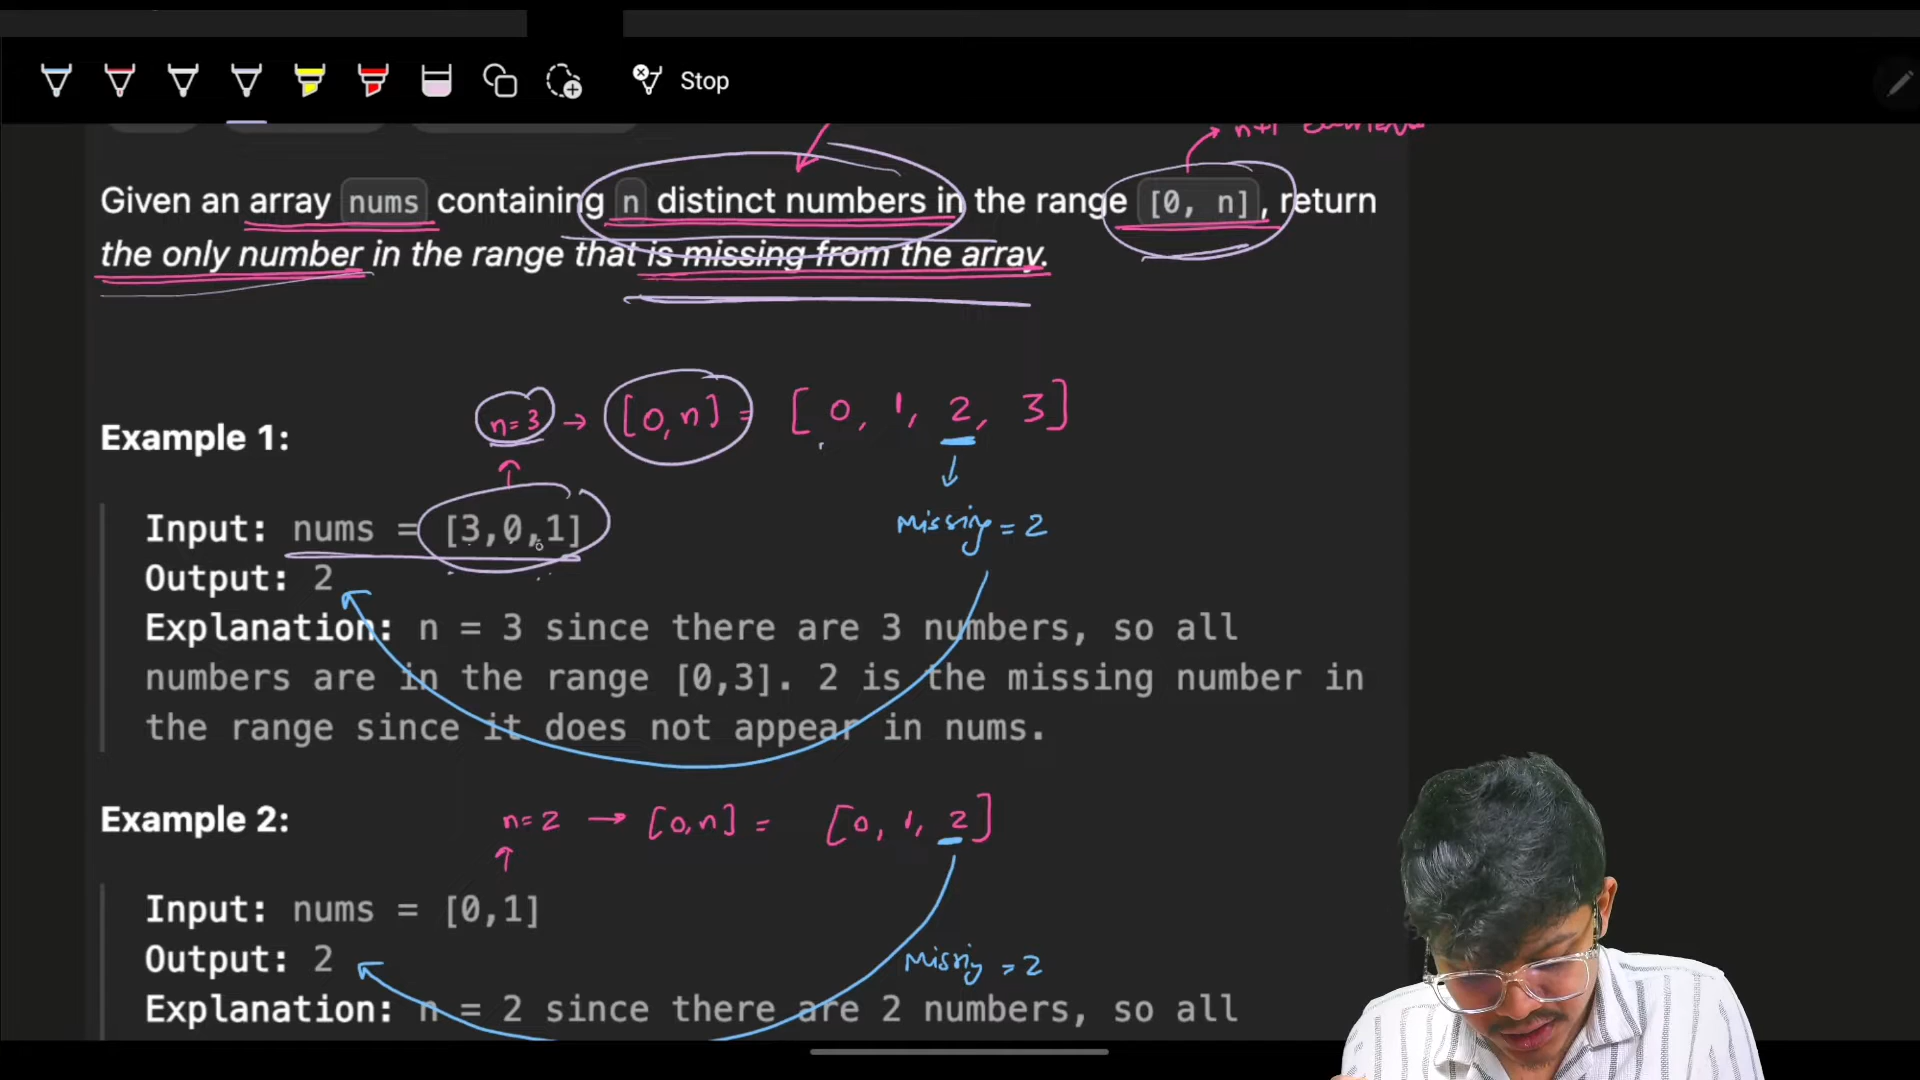 Stop
n+1
Given an array nums containing n distinct numbers in the range [0, n], return
the only number in the range that is missing from the array.
n=3 → [0,n] = [0, 1, 2, 3]
Example 1:
Input: nums = [3,0,1]
Missing = 2
Output: 2
Explanation: n = 3 since there are 3 numbers, so all
numbers are in the range [0,3]. 2 is the missing number in
the range since it does not appear in nums.
Example 2:
n=2 → [0,n] = [0, 1, 2]
Input: nums = [0,1]
Output: 2
Missing = 2
Explanation: n = 2 since there are 2 numbers, so all